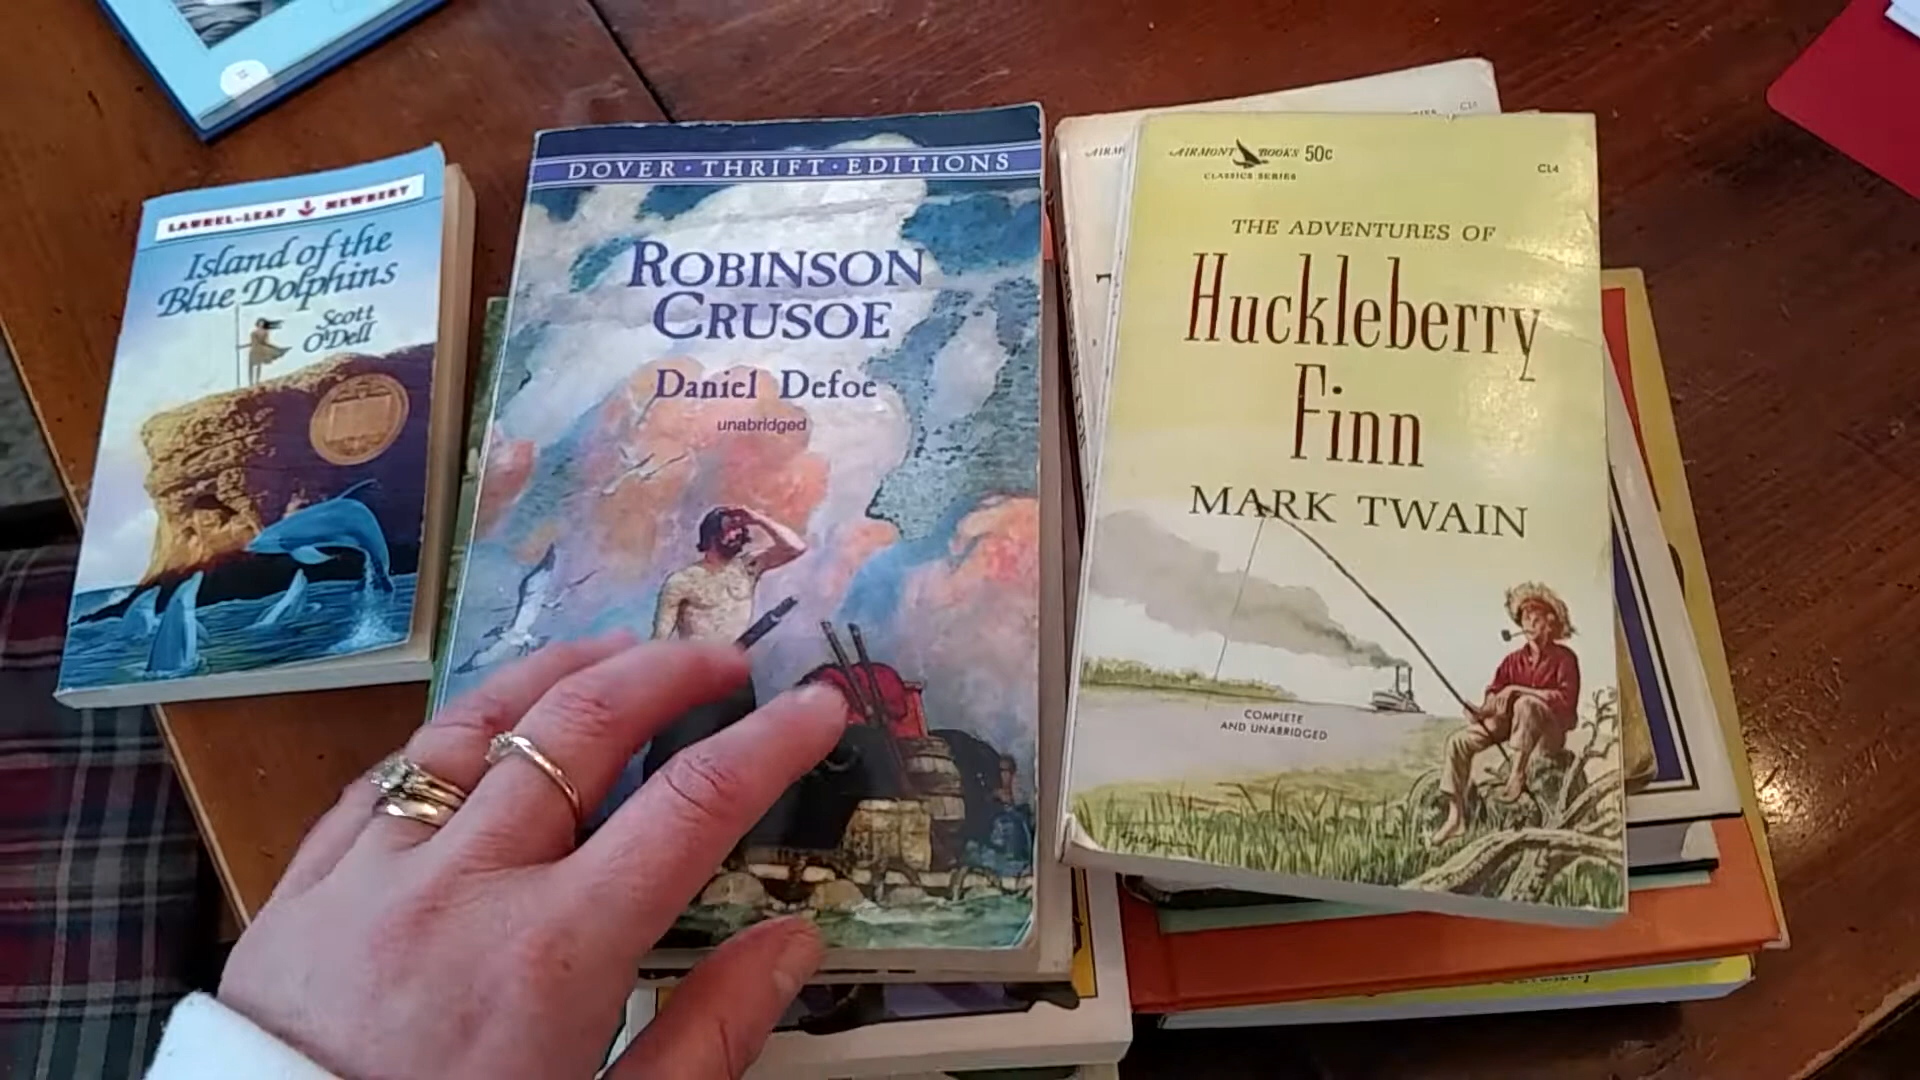 LAUREL-LEAF NEWBERY
Island of the
Blue Dolphins
Scott
O'Dell
DOVER · THRIFT · EDITIONS
ROBINSON
CRUSOE
Daniel Defoe
unabridged
AIRMONT BOOKS 50c
CLASSICS SERIES
CL4
THE ADVENTURES OF
Huckleberry
Finn
MARK TWAIN
COMPLETE
AND UNABRIDGED